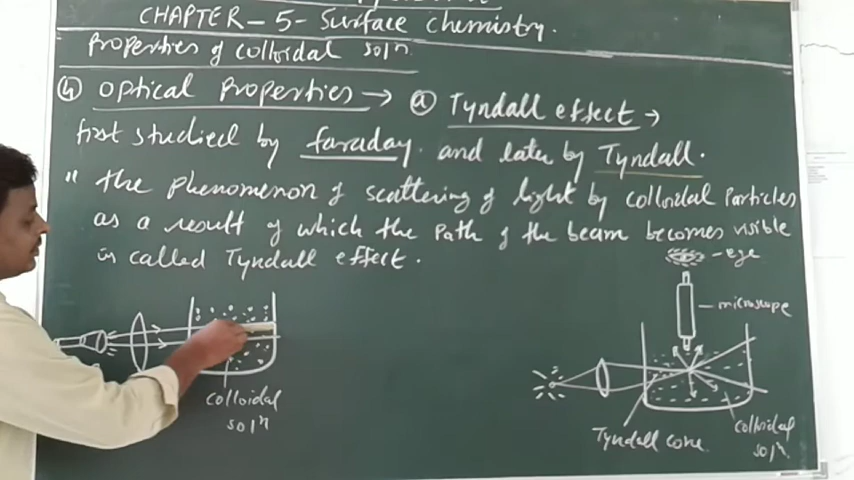 CHAPTER - 5 - Surface Chemistry.
Properties of colloidal solⁿ
(4) Optical Properties → (a) Tyndall effect →
first studied by faraday. and later by Tyndall.
" the phenomenon of scattering of light by colloidal Particles
as a result of which the Path of the beam becomes visible
is called Tyndall effect.
eye
microscope
colloidal
solⁿ
Tyndall cone
colloidal
solⁿ.